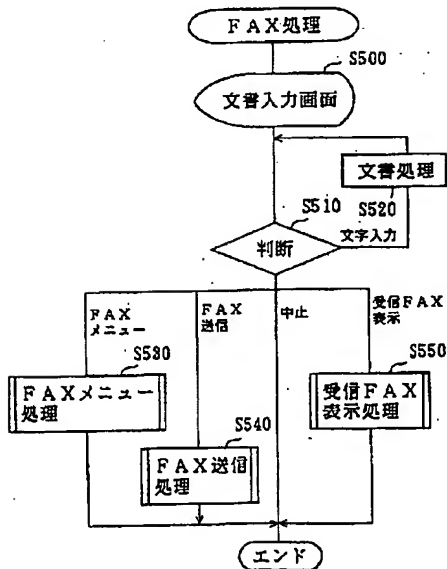 ＦＡＸ処理
S500
文書入力画面
文書処理
S510
S520
判断
文字入力
ＦＡＸ
メニュー
ＦＡＸ
送信
中止
受信ＦＡＸ
表示
S530
S550
ＦＡＸメニュー
処理
受信ＦＡＸ
表示処理
S540
ＦＡＸ送信
処理
エンド